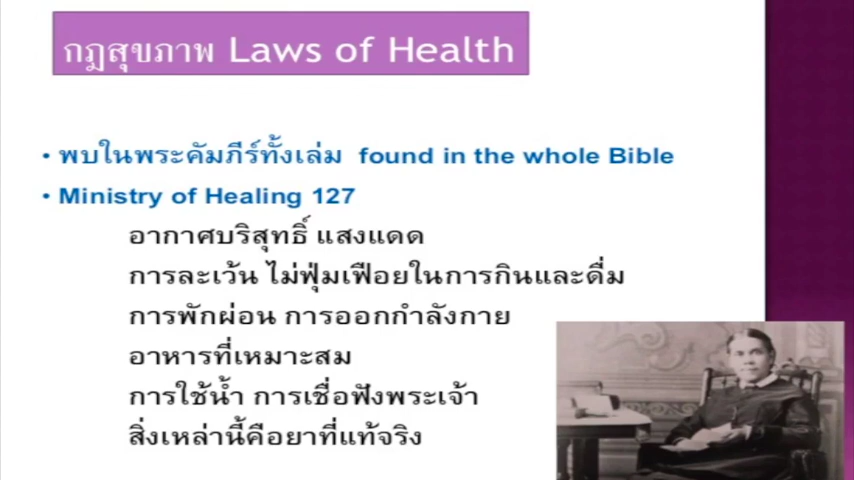 กฎสุขภาพ Laws of Health
• พบในพระคัมภีร์ทั้งเล่ม found in the whole Bible
• Ministry of Healing 127
อากาศบริสุทธิ์ แสงแดด
การละเว้น ไม่ฟุ่มเฟือยในการกินและดื่ม
การพักผ่อน การออกกำลังกาย
อาหารที่เหมาะสม
การใช้น้ำ การเชื่อฟังพระเจ้า
สิ่งเหล่านี้คือยาที่แท้จริง